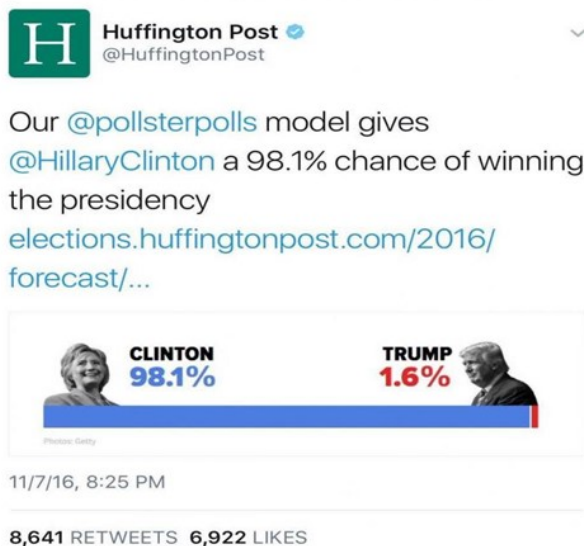 H
Huffington Post
@HuffingtonPost
Our @pollsterpolls model gives
@HillaryClinton a 98.1% chance of winning
the presidency
elections.huffingtonpost.com/2016/
forecast/...
CLINTON
98.1%
TRUMP
1.6%
Photos: Getty
11/7/16, 8:25 PM
8,641 RETWEETS 6,922 LIKES